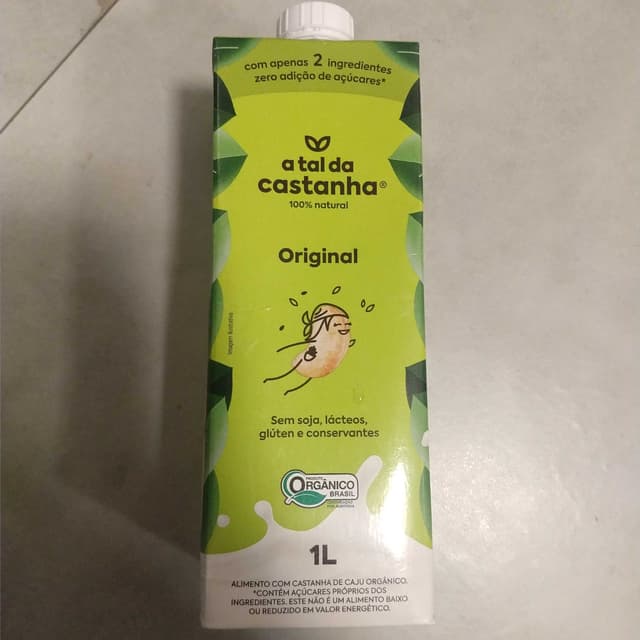 com apenas 2 ingredientes
zero adição de açúcares*
a tal da
castanha®
100% natural
Original
Imagem ilustrativa
Sem soja, lácteos,
glúten e conservantes
PRODUTO
ORGÂNICO
BRASIL
1L
ALIMENTO COM CASTANHA DE CAJU ORGÂNICO.
*CONTÉM AÇÚCARES PRÓPRIOS DOS
INGREDIENTES. ESTE NÃO É UM ALIMENTO BAIXO
OU REDUZIDO EM VALOR ENERGÉTICO.